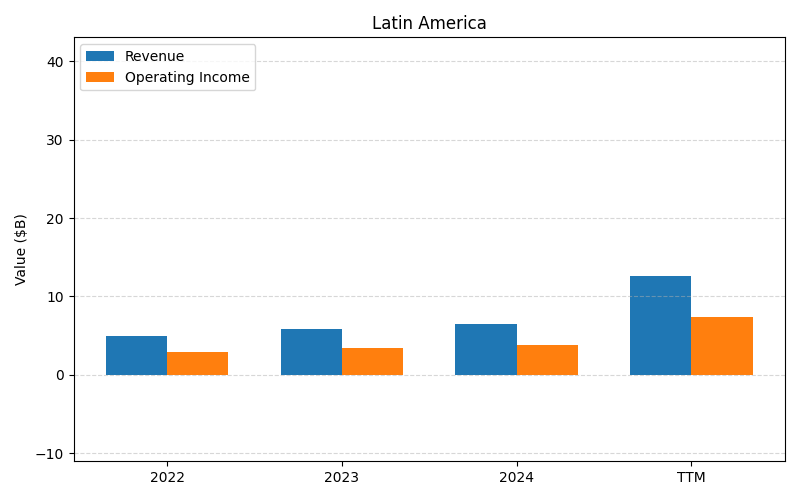 Latin America
Revenue
Operating Income
Value ($B)
40
30
20
10
0
−10
2022 2023 2024 TTM